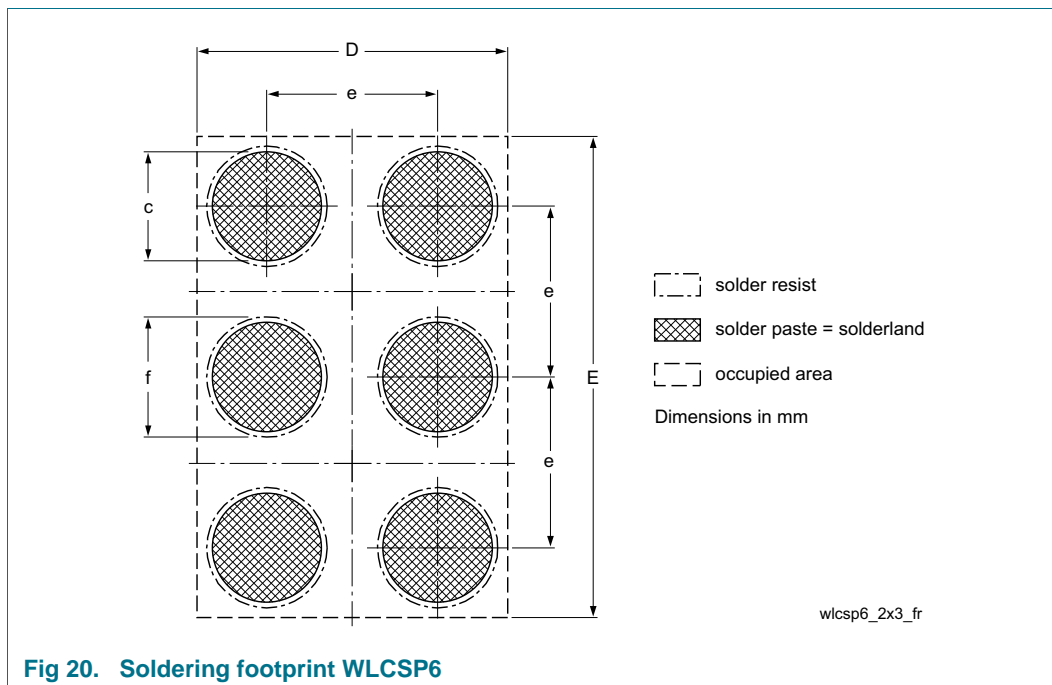 D
e
c
e
f
E
e
solder resist
solder paste = solderland
occupied area
Dimensions in mm
wlcsp6_2x3_fr
Fig 20. Soldering footprint WLCSP6